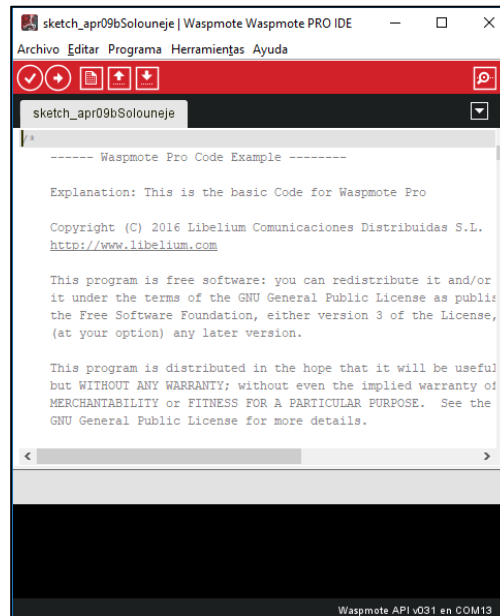 sketch_apr09bSolouneje | Waspmote Waspmote PRO IDE
Archivo Editar Programa Herramientas Ayuda
sketch_apr09bSolouneje
/*
------ Waspmote Pro Code Example --------
Explanation: This is the basic Code for Waspmote Pro
Copyright (C) 2016 Libelium Comunicaciones Distribuidas S.L.
http://www.libelium.com
This program is free software: you can redistribute it and/or
it under the terms of the GNU General Public License as publis
the Free Software Foundation, either version 3 of the License,
(at your option) any later version.
This program is distributed in the hope that it will be useful
but WITHOUT ANY WARRANTY; without even the implied warranty of
MERCHANTABILITY or FITNESS FOR A PARTICULAR PURPOSE.  See the
GNU General Public License for more details.
Waspmote API v031 en COM13